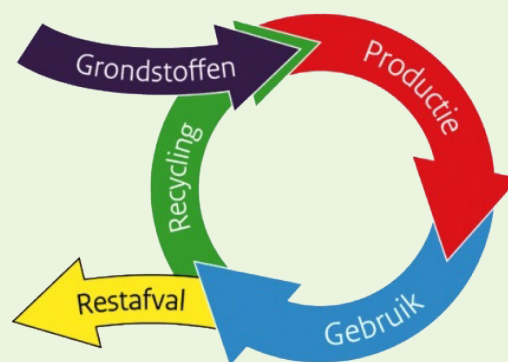 Grondstoffen
Productie
Gebruik
Recycling
Restafval